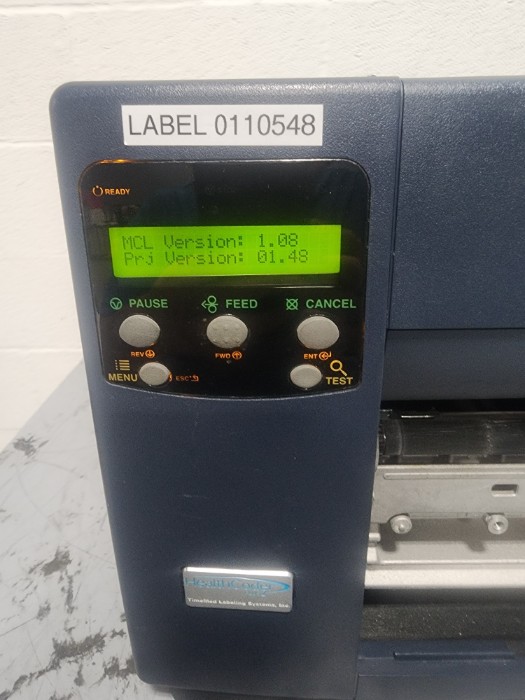 LABEL 0110548
READY
MCL Version: 1.08
Prj Version: 01.48
PAUSE FEED CANCEL
REV FWD ENT
MENU ESC TEST
Labeling Systems, Inc